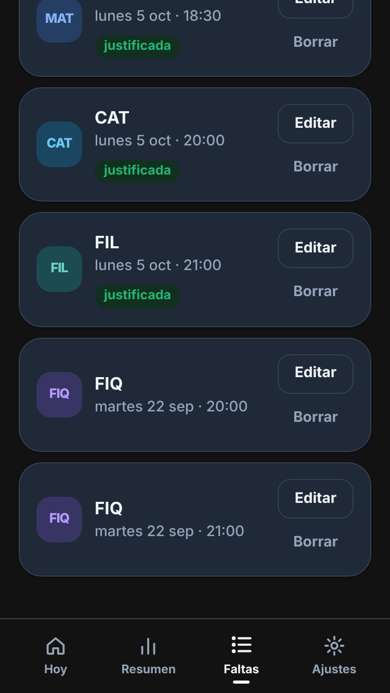 Editar
MAT
lunes 5 oct · 18:30
justificada
Borrar
CAT
CAT
lunes 5 oct · 20:00
justificada
Editar
Borrar
FIL
FIL
lunes 5 oct · 21:00
justificada
Editar
Borrar
FIQ
FIQ
martes 22 sep · 20:00
Editar
Borrar
FIQ
FIQ
martes 22 sep · 21:00
Editar
Borrar
Hoy
Resumen
Faltas
Ajustes